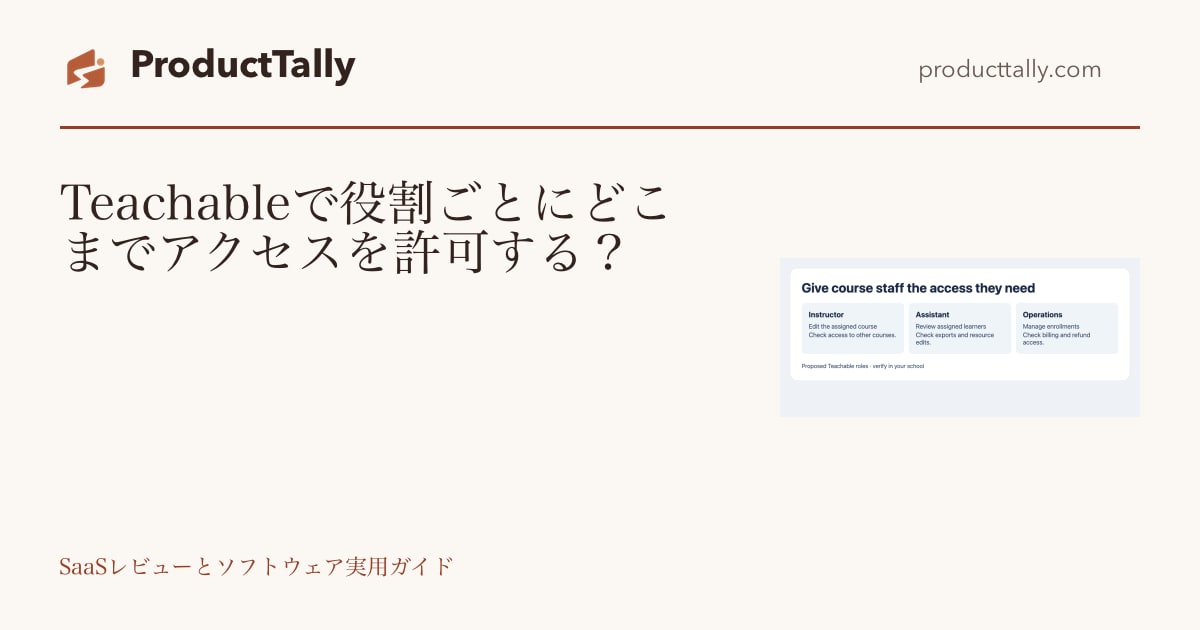 ProductTally
producttally.com
Teachableで役割ごとにどこ
までアクセスを許可する？
Give course staff the access they need
Instructor
Edit the assigned course
Check access to other courses.
Assistant
Review assigned learners
Check exports and resource
edits.
Operations
Manage enrollments
Check billing and refund
access.
Proposed Teachable roles · verify in your school
SaaSレビューとソフトウェア実用ガイド